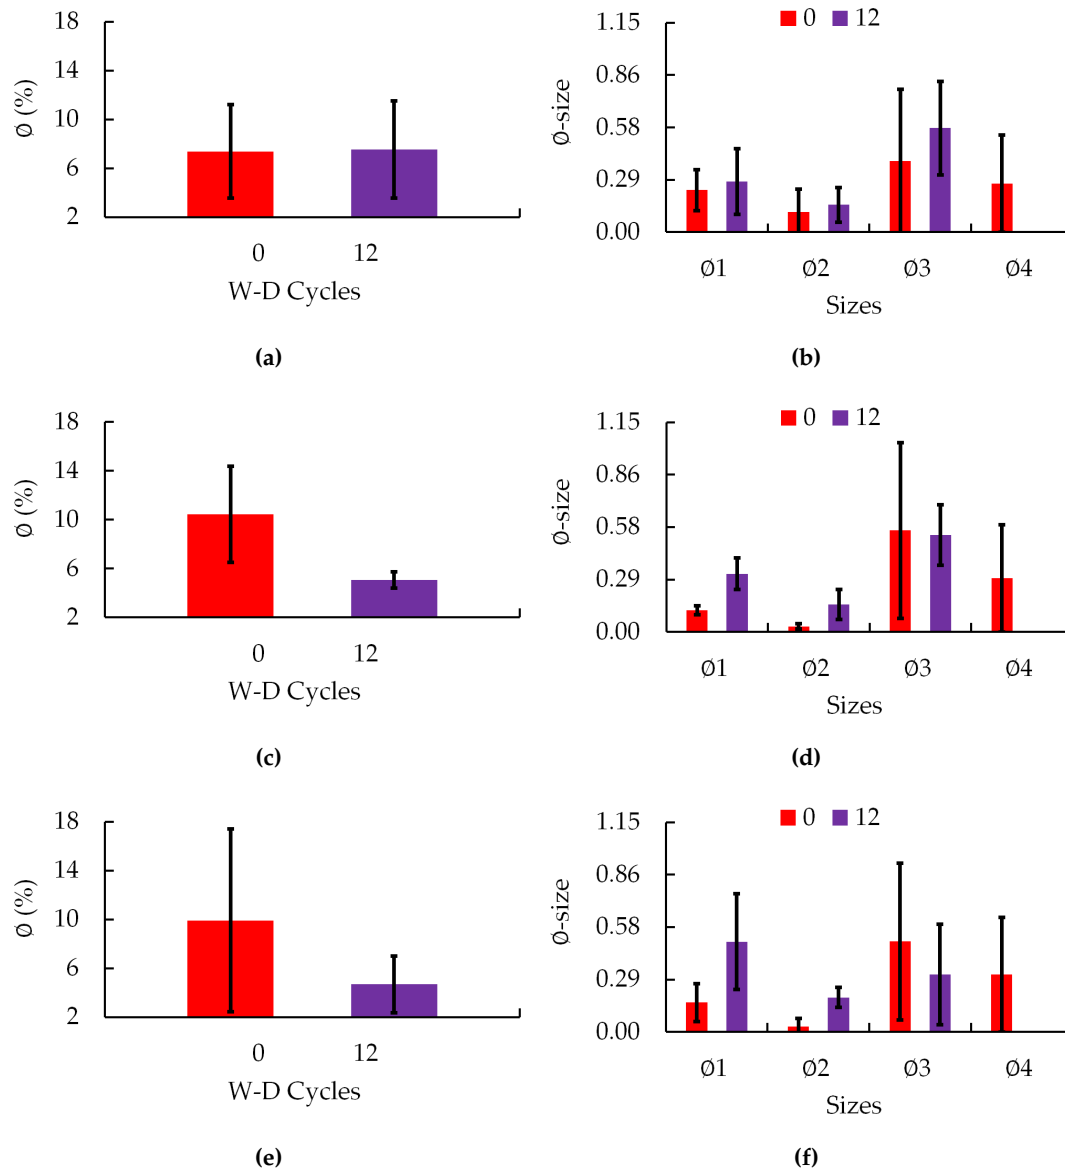 18
14
10
6
2
ø (%)
0 12
W-D Cycles
(a)
0 12
1.15
0.86
0.58
0.29
0.00
ø-size
ø1 ø2 ø3 ø4
Sizes
(b)
18
14
10
6
2
ø (%)
0 12
W-D Cycles
(c)
0 12
1.15
0.86
0.58
0.29
0.00
ø-size
ø1 ø2 ø3 ø4
Sizes
(d)
18
14
10
6
2
ø (%)
0 12
W-D Cycles
(e)
0 12
1.15
0.86
0.58
0.29
0.00
ø-size
ø1 ø2 ø3 ø4
Sizes
(f)